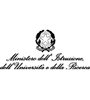 Ministero dell'Istruzione,
dell'Università e della Ricerca